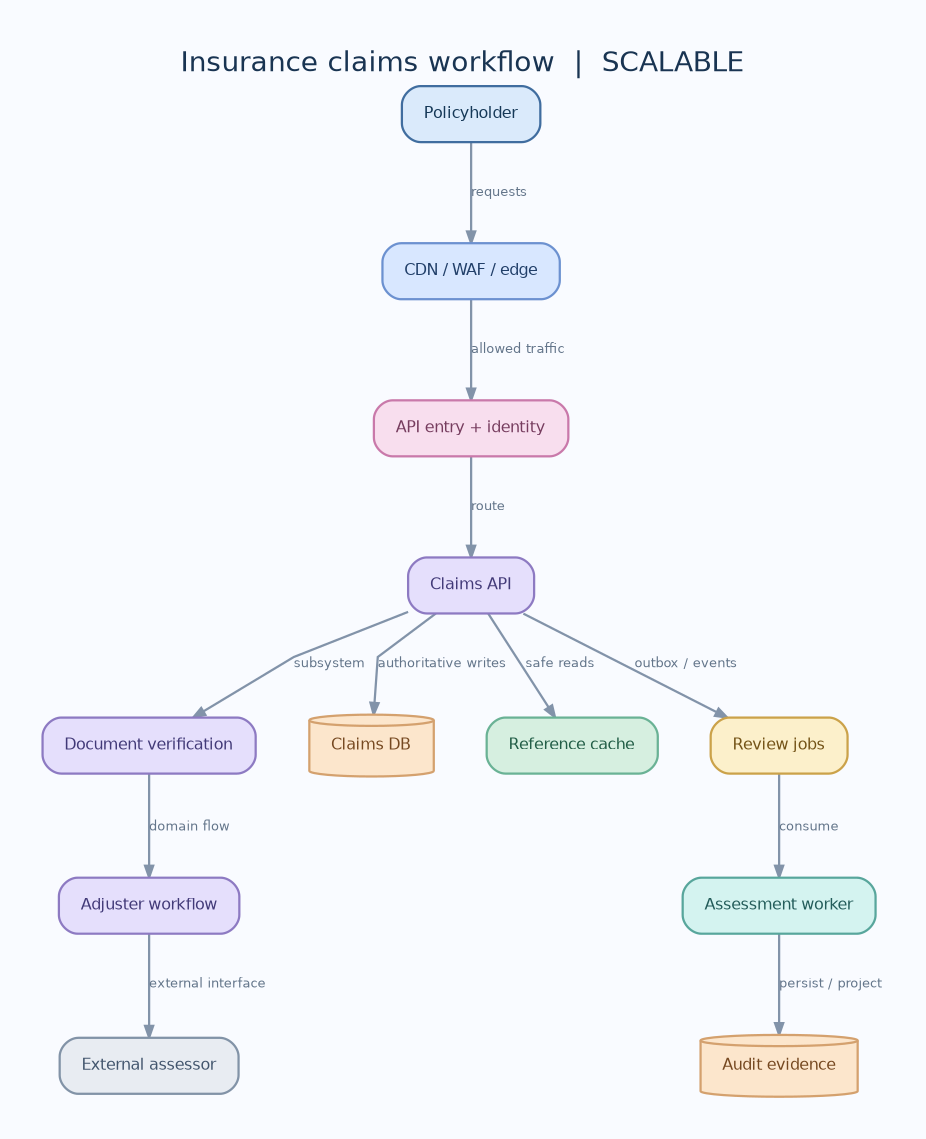 Insurance claims workflow  |  SCALABLE
Policyholder
requests
CDN / WAF / edge
allowed traffic
API entry + identity
route
Claims API
subsystem
authoritative writes
safe reads
outbox / events
Document verification
Claims DB
Reference cache
Review jobs
domain flow
consume
Adjuster workflow
Assessment worker
external interface
persist / project
External assessor
Audit evidence